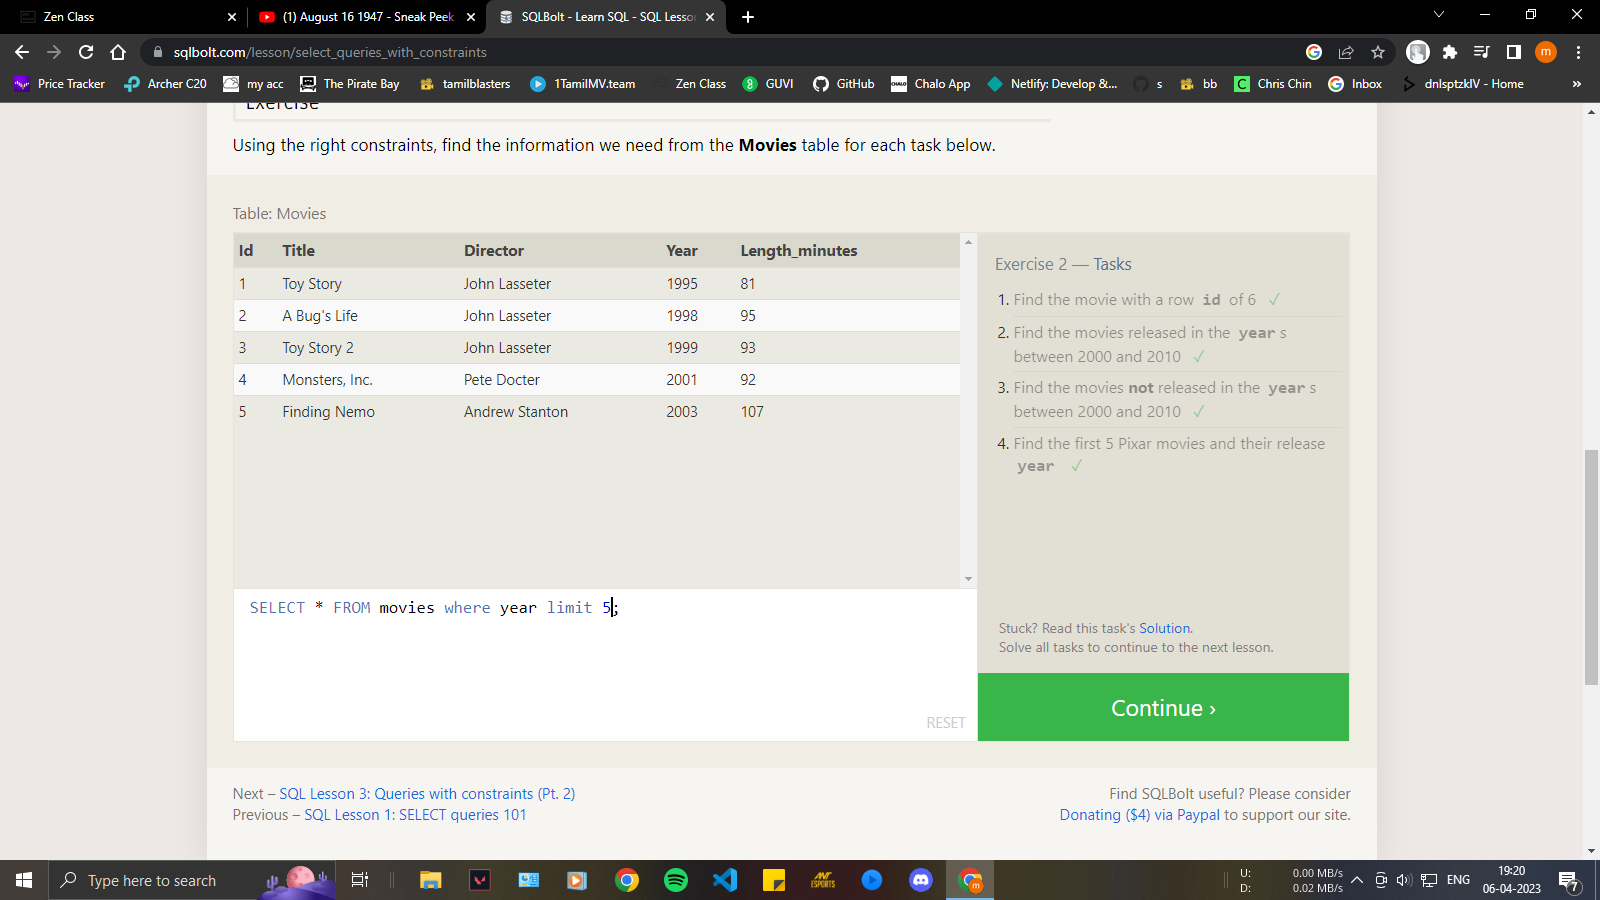 Zen Class
(1) August 16 1947 - Sneak Peek
SQLBolt - Learn SQL - SQL Lesson
sqlbolt.com/lesson/select_queries_with_constraints
m
Price Tracker
Archer C20
my acc
The Pirate Bay
tamilblasters
1TamilMV.team
Zen Class
GUVI
GitHub
Chalo App
Netlify: Develop &...
s
bb
Chris Chin
Inbox
dnlsptzklV - Home
»
Exercise
Using the right constraints, find the information we need from the Movies table for each task below.
Table: Movies
Id Title Director Year Length_minutes
1 Toy Story John Lasseter 1995 81
2 A Bug's Life John Lasseter 1998 95
3 Toy Story 2 John Lasseter 1999 93
4 Monsters, Inc. Pete Docter 2001 92
5 Finding Nemo Andrew Stanton 2003 107
SELECT * FROM movies where year limit 5;
RESET
Exercise 2 — Tasks
1. Find the movie with a row id of 6 ✓
2. Find the movies released in the year s
between 2000 and 2010 ✓
3. Find the movies not released in the year s
between 2000 and 2010 ✓
4. Find the first 5 Pixar movies and their release
year ✓
Stuck? Read this task's Solution.
Solve all tasks to continue to the next lesson.
Continue ›
Next – SQL Lesson 3: Queries with constraints (Pt. 2)
Previous – SQL Lesson 1: SELECT queries 101
Find SQLBolt useful? Please consider
Donating ($4) via Paypal to support our site.
Type here to search
ESPORTS
m
U: 0.00 MB/s
D: 0.02 MB/s
ENG
19:20
06-04-2023
7